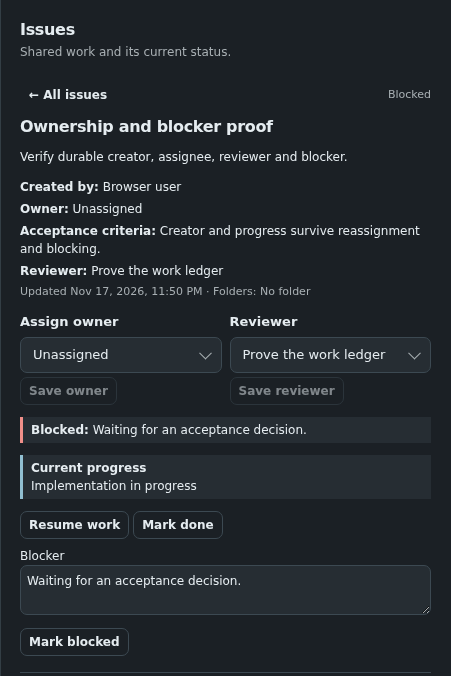 Issues
Shared work and its current status.
← All issues
Blocked
Ownership and blocker proof
Verify durable creator, assignee, reviewer and blocker.
Created by: Browser user
Owner: Unassigned
Acceptance criteria: Creator and progress survive reassignment
and blocking.
Reviewer: Prove the work ledger
Updated Nov 17, 2026, 11:50 PM · Folders: No folder
Assign owner
Reviewer
Unassigned
Prove the work ledger
Save owner
Save reviewer
Blocked: Waiting for an acceptance decision.
Current progress
Implementation in progress
Resume work
Mark done
Blocker
Waiting for an acceptance decision.
Mark blocked